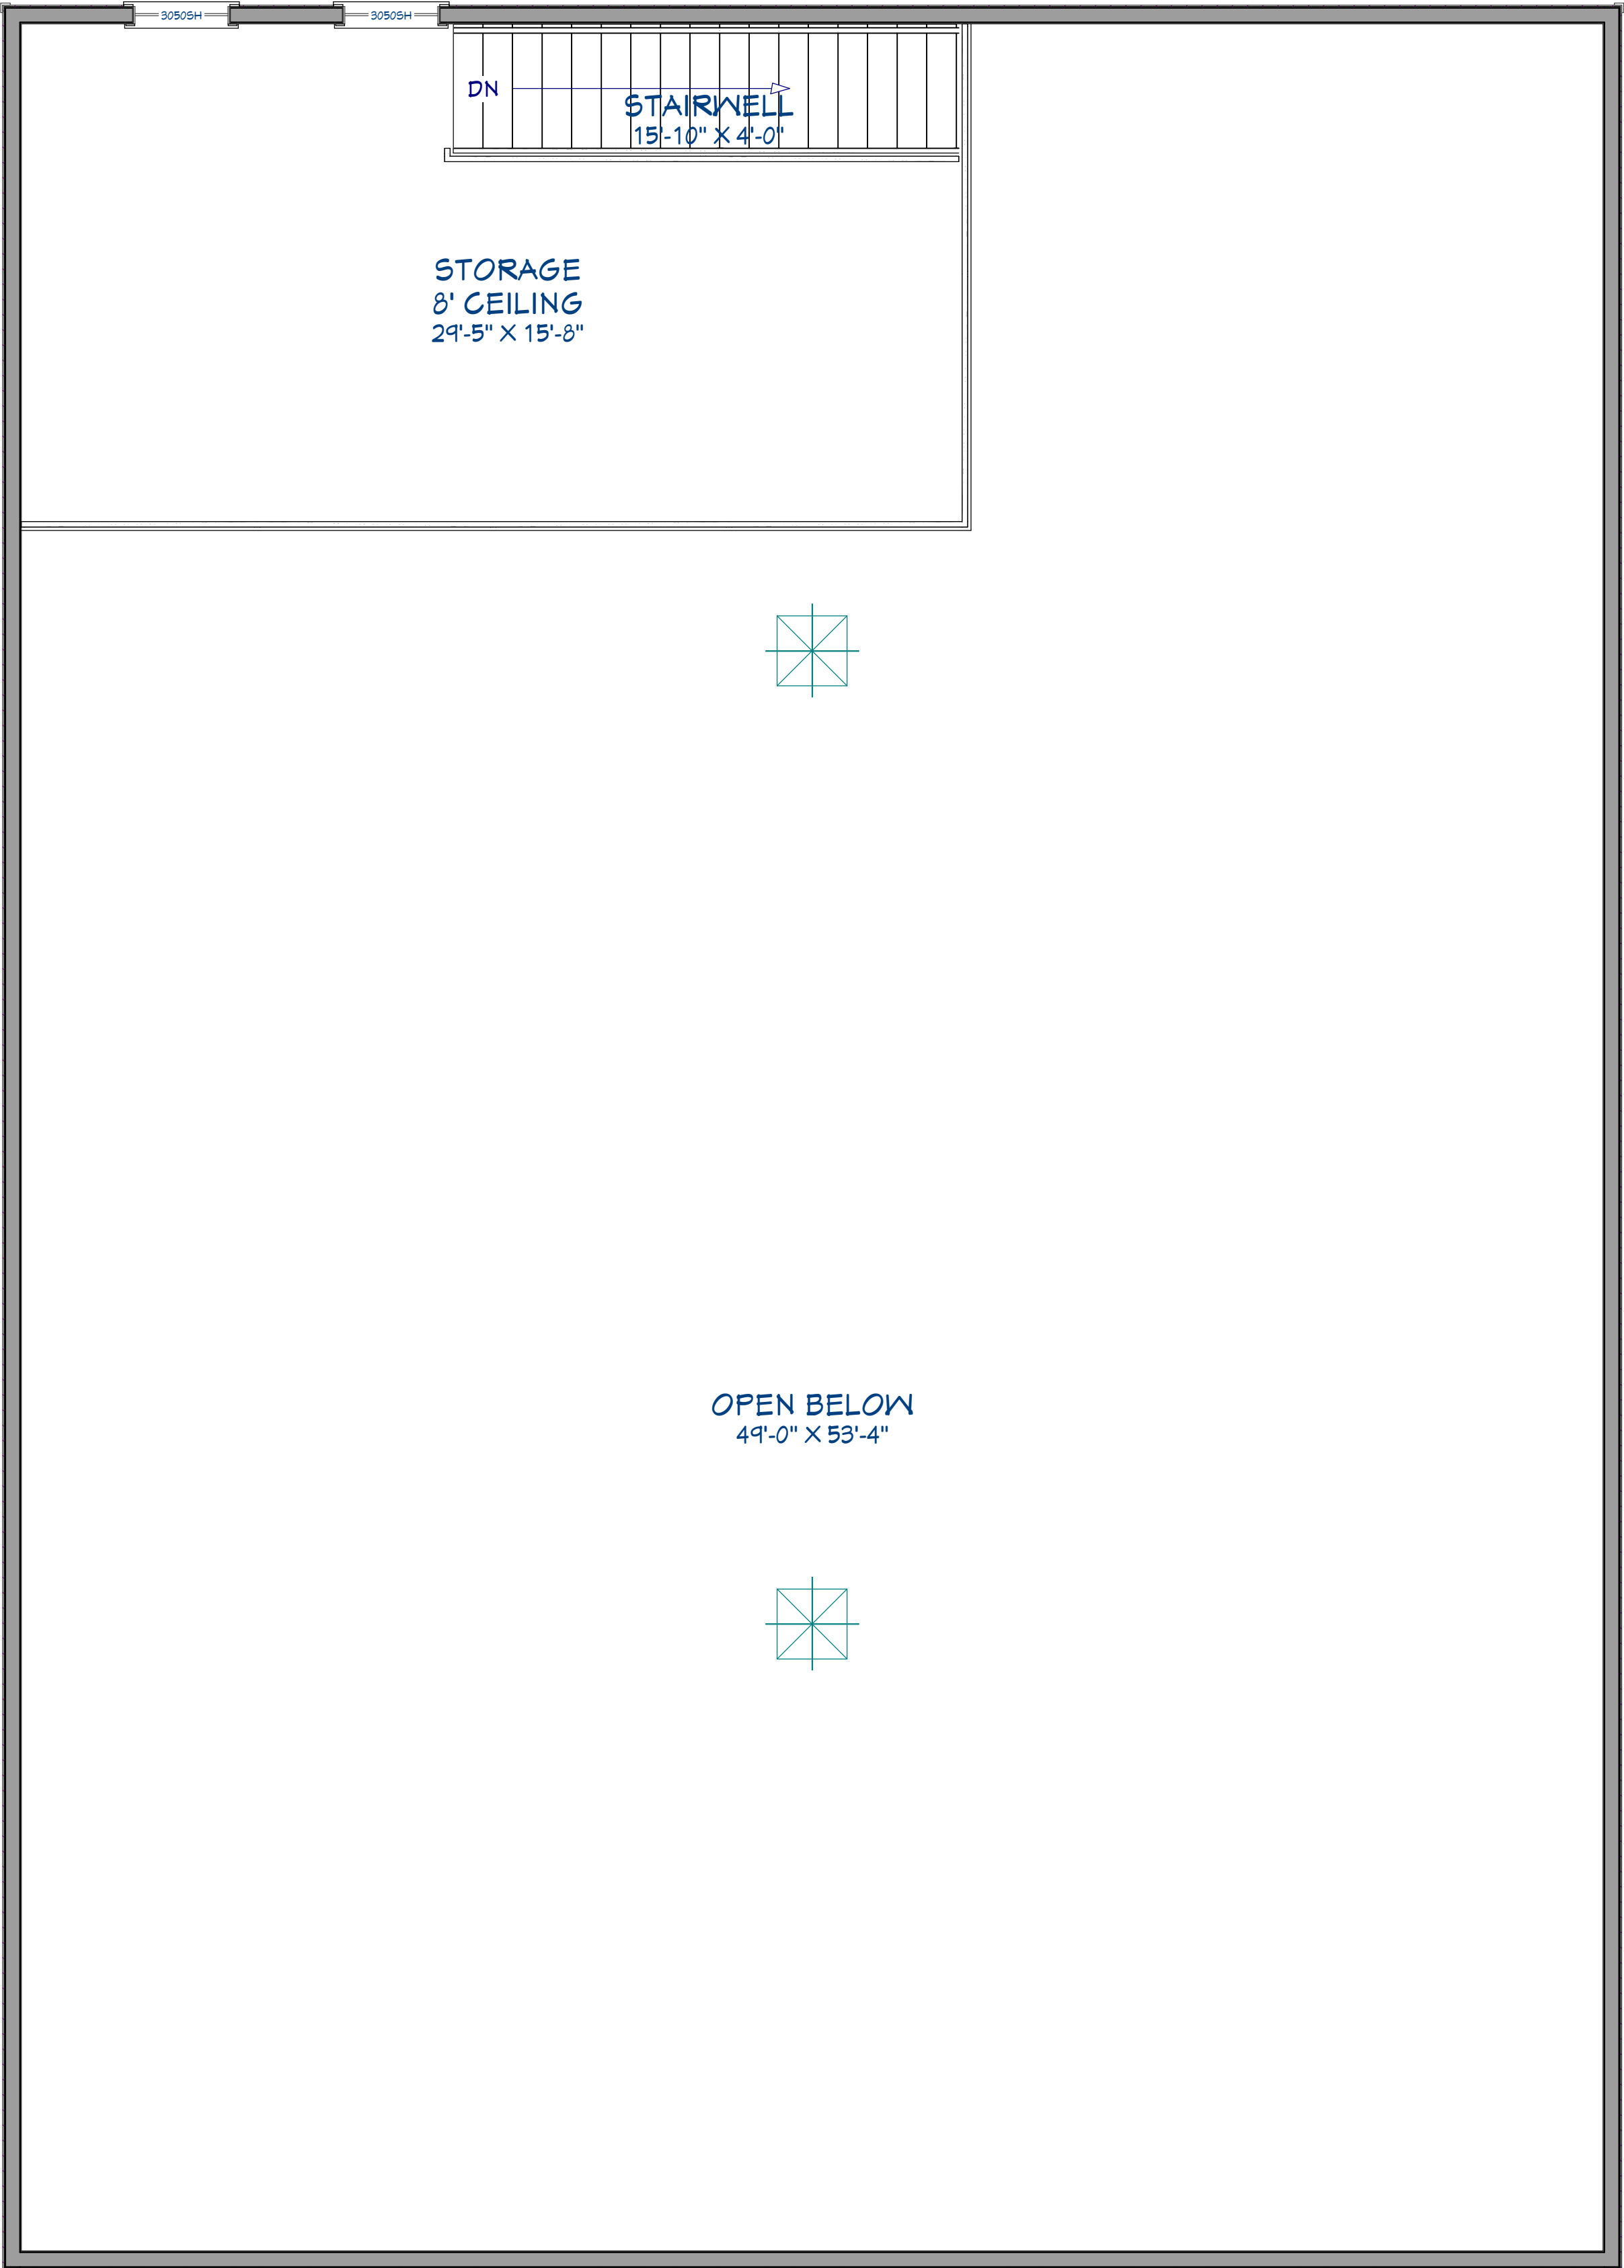 3050SH
3050SH
DN
STAIRWELL
15'-10" X 4'-0"
STORAGE
8' CEILING
29'-5" X 15'-8"
OPEN BELOW
49'-0" X 53'-4"